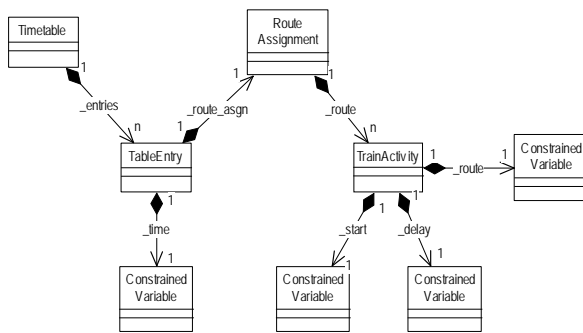 Timetable
1
_entries
n
TableEntry
1
_route_asgn
1
Route
Assignment
1
_route
n
TrainActivity
1
_route
1
Constrained
Variable
1
_time
1
Constrained
Variable
1
_start
1
Constrained
Variable
1
_delay
1
Constrained
Variable